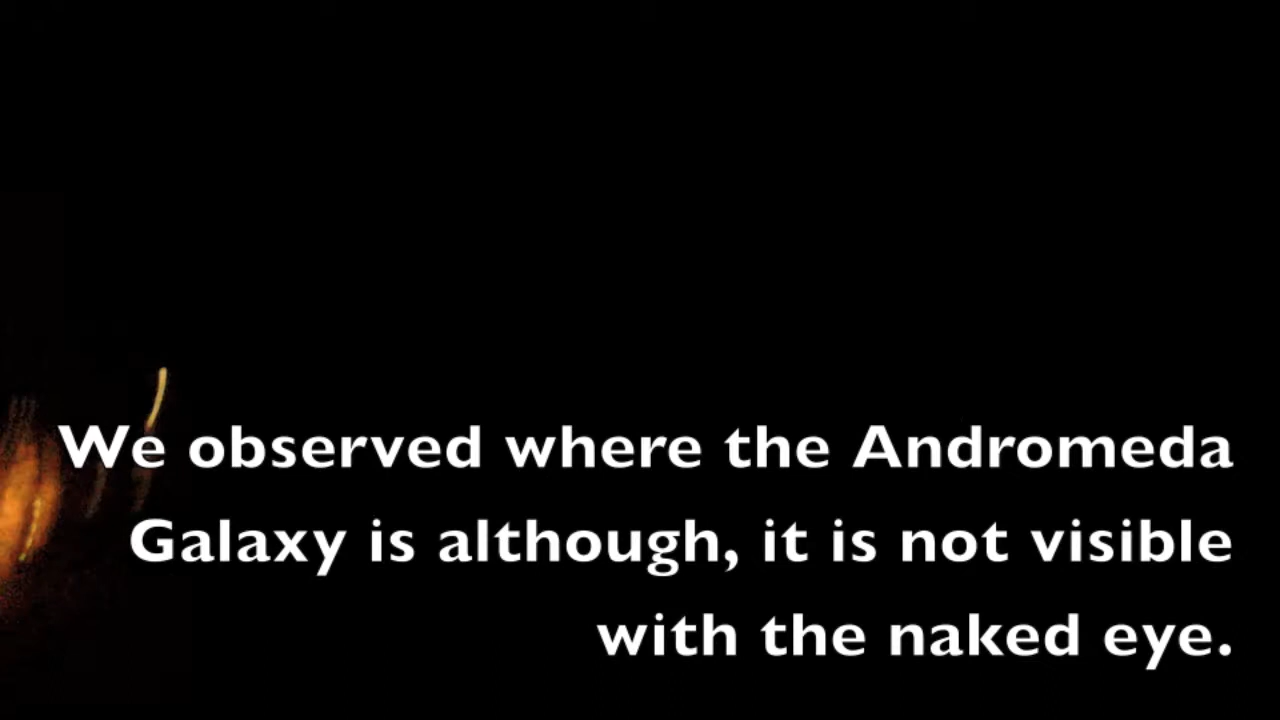 We observed where the Andromeda
Galaxy is although, it is not visible
with the naked eye.